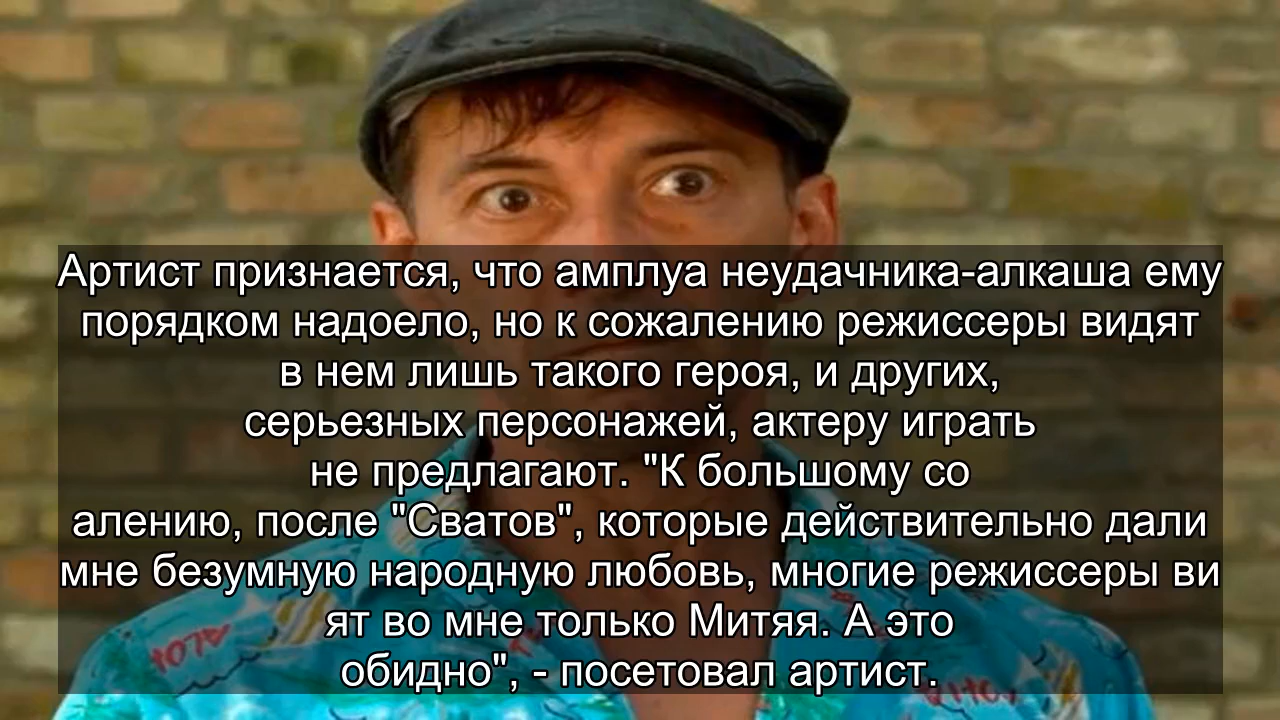 Артист признается, что амплуа неудачника-алкаша ему
порядком надоело, но к сожалению режиссеры видят
в нем лишь такого героя, и других,
серьезных персонажей, актеру играть
не предлагают. "К большому со
алению, после "Сватов", которые действительно дали
мне безумную народную любовь, многие режиссеры ви
ят во мне только Митяя. А это
обидно", - посетовал артист.